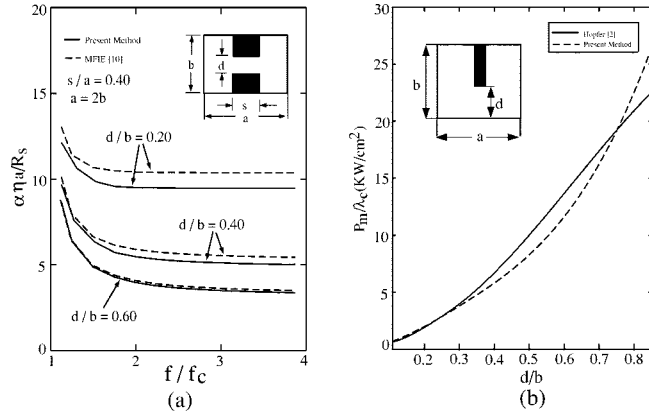 (a)
20
15
10
5
0
αηa/Rs
Present Method
MFIE [10]
s/a = 0.40
a = 2b
b
d
s
a
d/b = 0.20
d/b = 0.40
d/b = 0.60
1
2
3
4
f/fc
(a)
30
25
20
15
10
5
0
Pm/λc(KW/cm²)
Hopfer [2]
Present Method
b
d
a
0.2
0.3
0.4
0.5
0.6
0.7
0.8
d/b
(b)